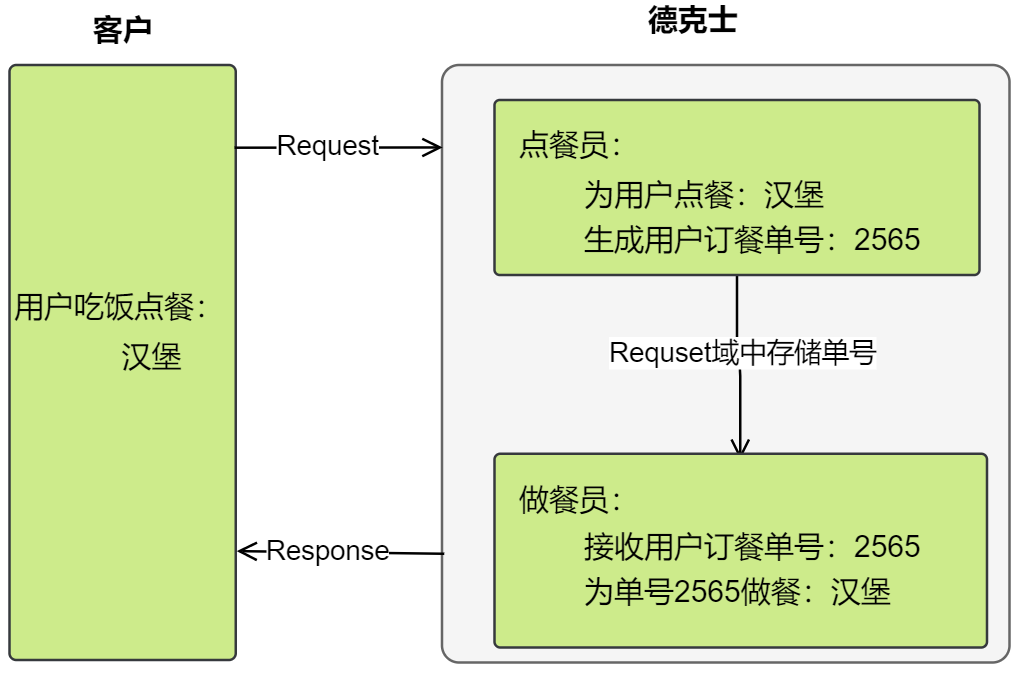 客户
德克士
Request
点餐员：
为用户点餐：汉堡
生成用户订餐单号：2565
用户吃饭点餐：
汉堡
Requset域中存储单号
做餐员：
接收用户订餐单号：2565
为单号2565做餐：汉堡
Response